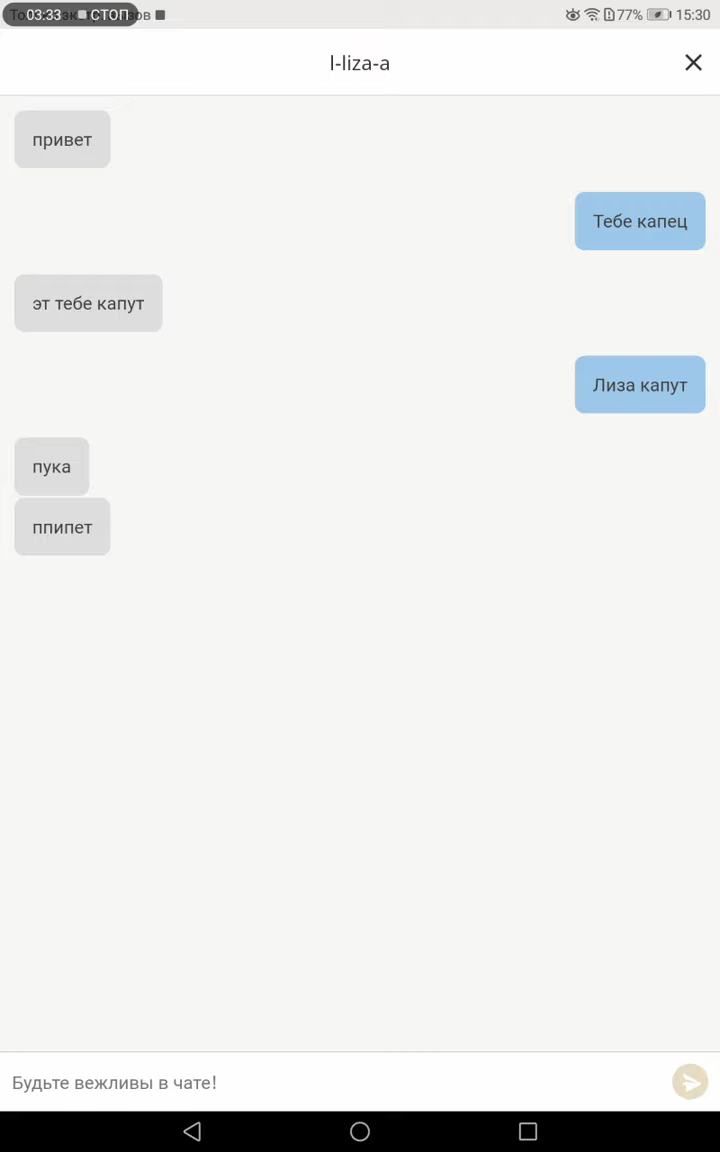 03:33 СТОП
77% 15:30
l-liza-a
привет
Тебе капец
эт тебе капут
Лиза капут
пука
ппипет
Будьте вежливы в чате!